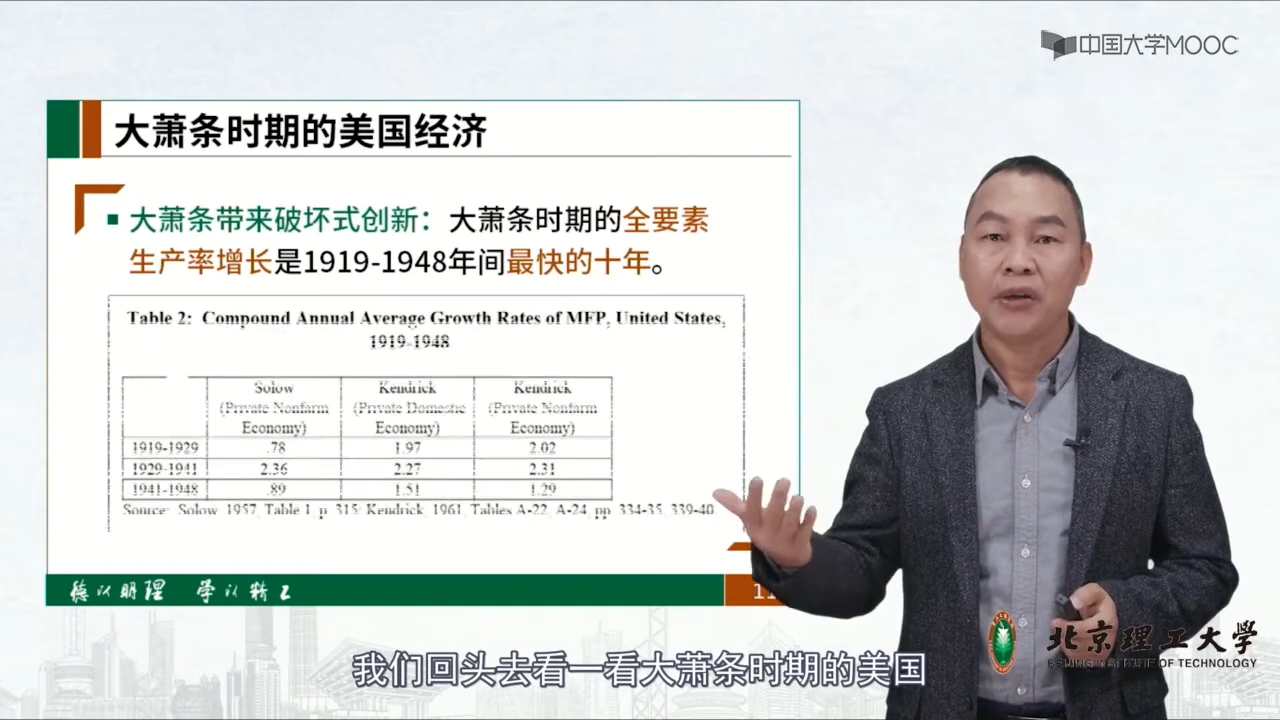 中国大学MOOC
大萧条时期的美国经济
大萧条带来破坏式创新：大萧条时期的全要素
生产率增长是1919-1948年间最快的十年。
Table 2: Compound Annual Average Growth Rates of MFP, United States,
1919-1948
Solow Kendrick Kendrick
(Private Nonfarm (Private Domestic (Private Nonfarm
Economy) Economy) Economy)
1919-1929 .78 1.97 2.02
1929-1941 2.36 2.27 2.31
1941-1948 .89 1.51 1.29
Source: Solow, 1957, Table 1, p. 315; Kendrick, 1961, Tables A-22, A-24, pp. 334-35, 339-40.
德以明理 学以精工
11
北京理工大学
BEIJING INSTITUTE OF TECHNOLOGY
我们回头去看一看大萧条时期的美国